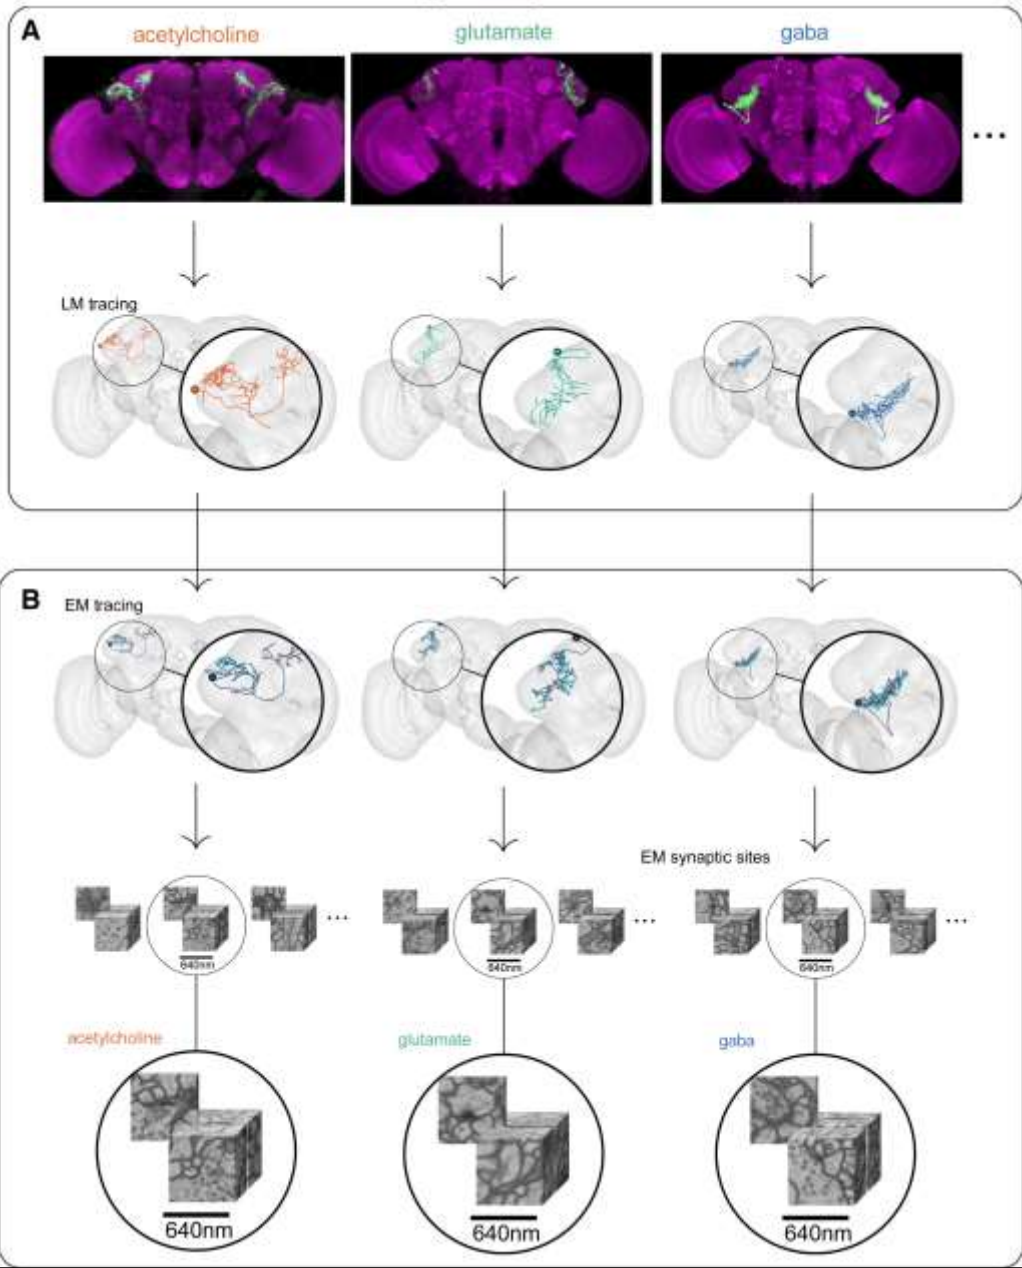 A
acetylcholine glutamate gaba
...
LM tracing
B
EM tracing
EM synaptic sites
... ... ...
640nm 640nm 640nm
acetylcholine glutamate gaba
640nm 640nm 640nm